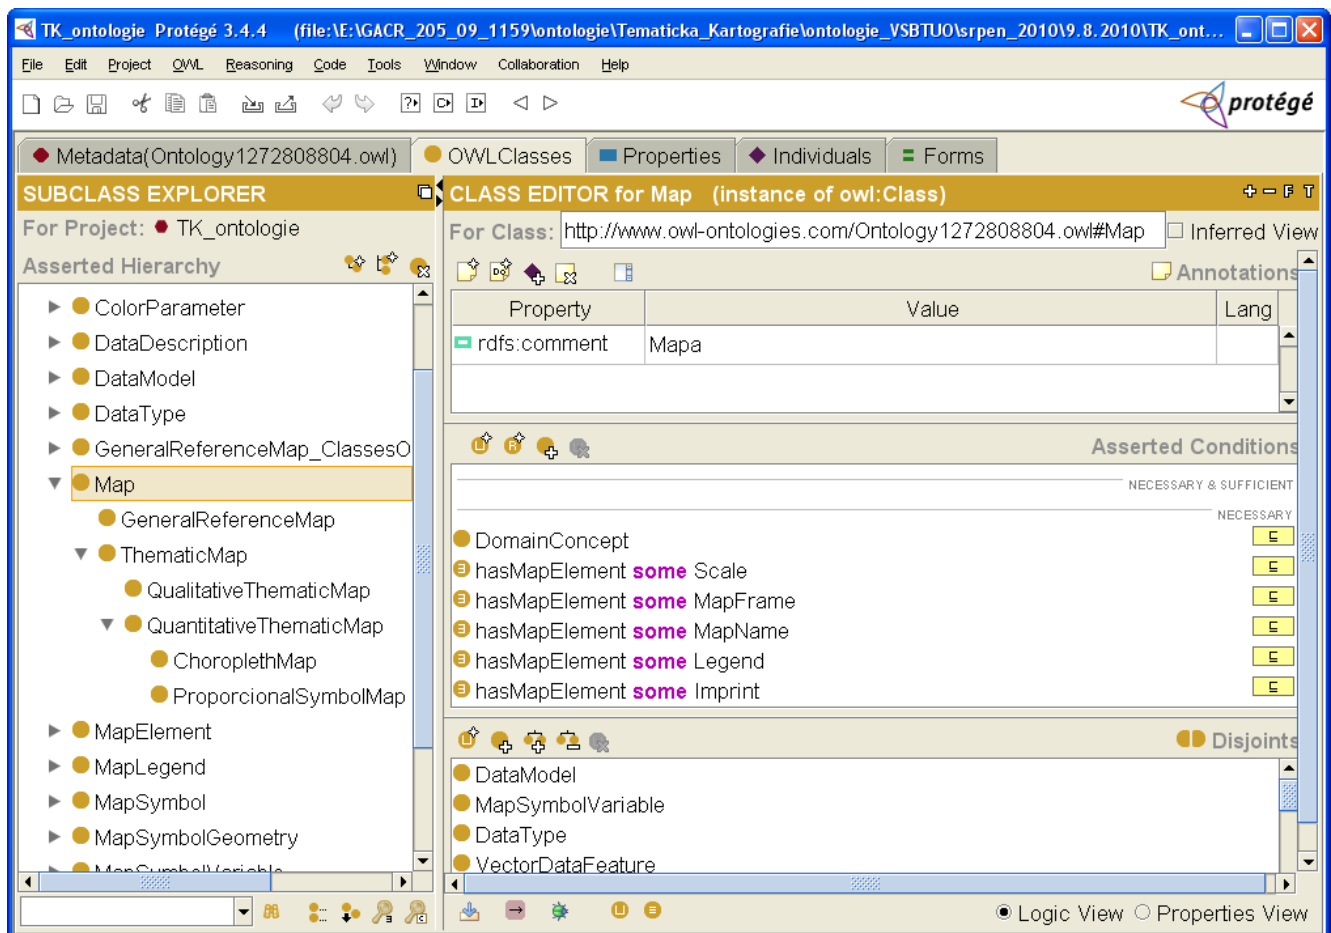 TK_ontologie Protégé 3.4.4 (file:\E:\GACR_205_09_1159\ontologie\Tematicka_Kartografie\ontologie_VSBTUO\srpen_2010\9.8.2010\TK_ont...
File Edit Project OWL Reasoning Code Tools Window Collaboration Help
protégé
Metadata(Ontology1272808804.owl) OWLClasses Properties Individuals Forms
SUBCLASS EXPLORER
For Project: TK_ontologie
Asserted Hierarchy
ColorParameter
DataDescription
DataModel
DataType
GeneralReferenceMap_ClassesO
Map
GeneralReferenceMap
ThematicMap
QualitativeThematicMap
QuantitativeThematicMap
ChoroplethMap
ProporcionalSymbolMap
MapElement
MapLegend
MapSymbol
MapSymbolGeometry
MapSymbolVariable
CLASS EDITOR for Map (instance of owl:Class)
F T
For Class: http://www.owl-ontologies.com/Ontology1272808804.owl#Map Inferred View
Annotations
Property Value Lang
rdfs:comment Mapa
Asserted Conditions
NECESSARY & SUFFICIENT
NECESSARY
DomainConcept
hasMapElement some Scale
hasMapElement some MapFrame
hasMapElement some MapName
hasMapElement some Legend
hasMapElement some Imprint
Disjoints
DataModel
MapSymbolVariable
DataType
VectorDataFeature
Logic View Properties View